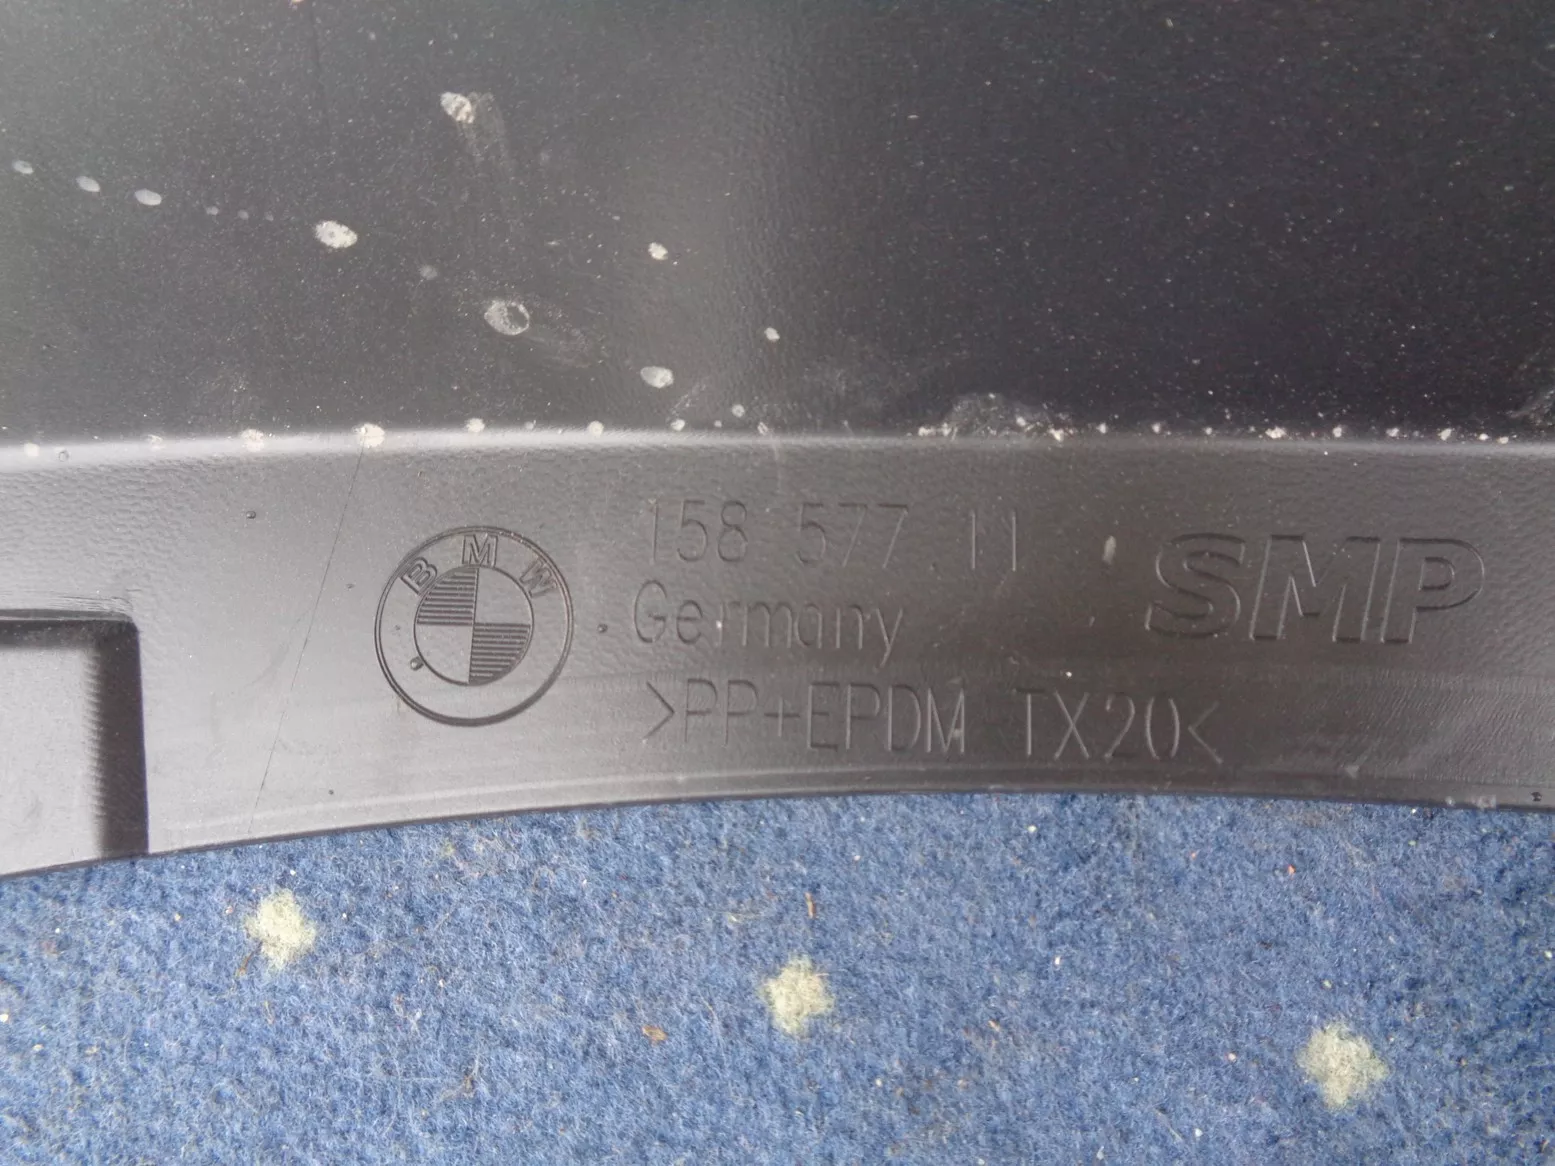 BMW
158 577.11
Germany
>PP+EPDM TX20<
SMP